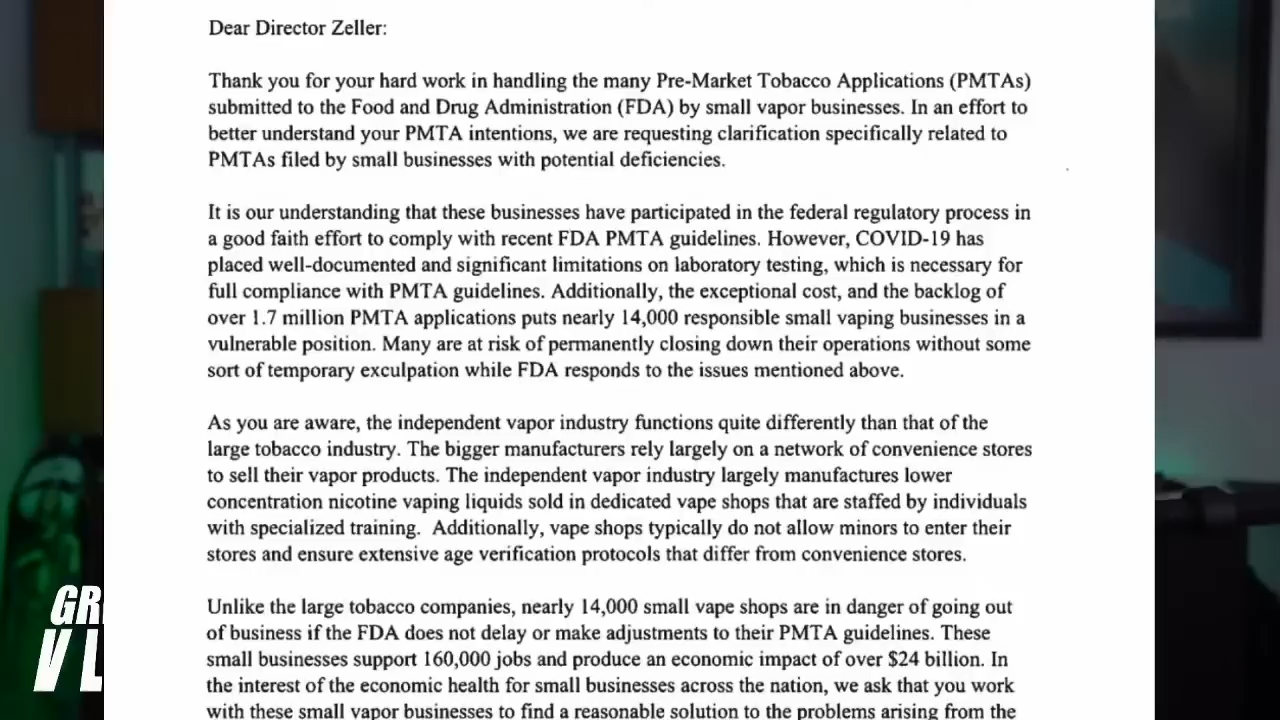 Dear Director Zeller:
Thank you for your hard work in handling the many Pre-Market Tobacco Applications (PMTAs)
submitted to the Food and Drug Administration (FDA) by small vapor businesses. In an effort to
better understand your PMTA intentions, we are requesting clarification specifically related to
PMTAs filed by small businesses with potential deficiencies.
It is our understanding that these businesses have participated in the federal regulatory process in
a good faith effort to comply with recent FDA PMTA guidelines. However, COVID-19 has
placed well-documented and significant limitations on laboratory testing, which is necessary for
full compliance with PMTA guidelines. Additionally, the exceptional cost, and the backlog of
over 1.7 million PMTA applications puts nearly 14,000 responsible small vaping businesses in a
vulnerable position. Many are at risk of permanently closing down their operations without some
sort of temporary exculpation while FDA responds to the issues mentioned above.
As you are aware, the independent vapor industry functions quite differently than that of the
large tobacco industry. The bigger manufacturers rely largely on a network of convenience stores
to sell their vapor products. The independent vapor industry largely manufactures lower
concentration nicotine vaping liquids sold in dedicated vape shops that are staffed by individuals
with specialized training. Additionally, vape shops typically do not allow minors to enter their
stores and ensure extensive age verification protocols that differ from convenience stores.
Unlike the large tobacco companies, nearly 14,000 small vape shops are in danger of going out
of business if the FDA does not delay or make adjustments to their PMTA guidelines. These
small businesses support 160,000 jobs and produce an economic impact of over $24 billion. In
the interest of the economic health for small businesses across the nation, we ask that you work
with these small vapor businesses to find a reasonable solution to the problems arising from the
GR
VL